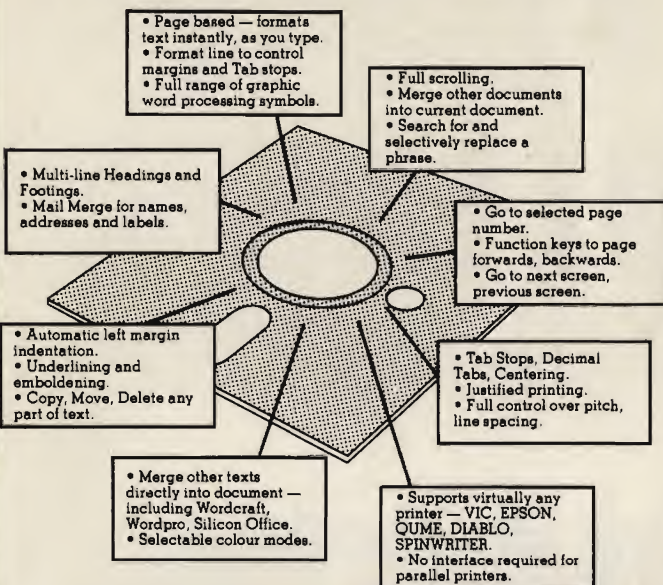 • Page based — formats
text instantly, as you type.
• Format line to control
margins and Tab stops.
• Full range of graphic
word processing symbols.
• Full scrolling.
• Merge other documents
into current document.
• Search for and
selectively replace a
phrase.
• Multi-line Headings and
Footings.
• Mail Merge for names,
addresses and labels.
• Go to selected page
number.
• Function keys to page
forwards, backwards.
• Go to next screen,
previous screen.
• Automatic left margin
indentation.
• Underlining and
emboldening.
• Copy, Move, Delete any
part of text.
• Tab Stops, Decimal
Tabs, Centering.
• Justified printing.
• Full control over pitch,
line spacing.
• Merge other texts
directly into document —
including Wordcraft,
Wordpro, Silicon Office.
• Selectable colour modes.
• Supports virtually any
printer — VIC, EPSON,
QUME, DIABLO,
SPINWRITER.
• No interface required for
parallel printers.